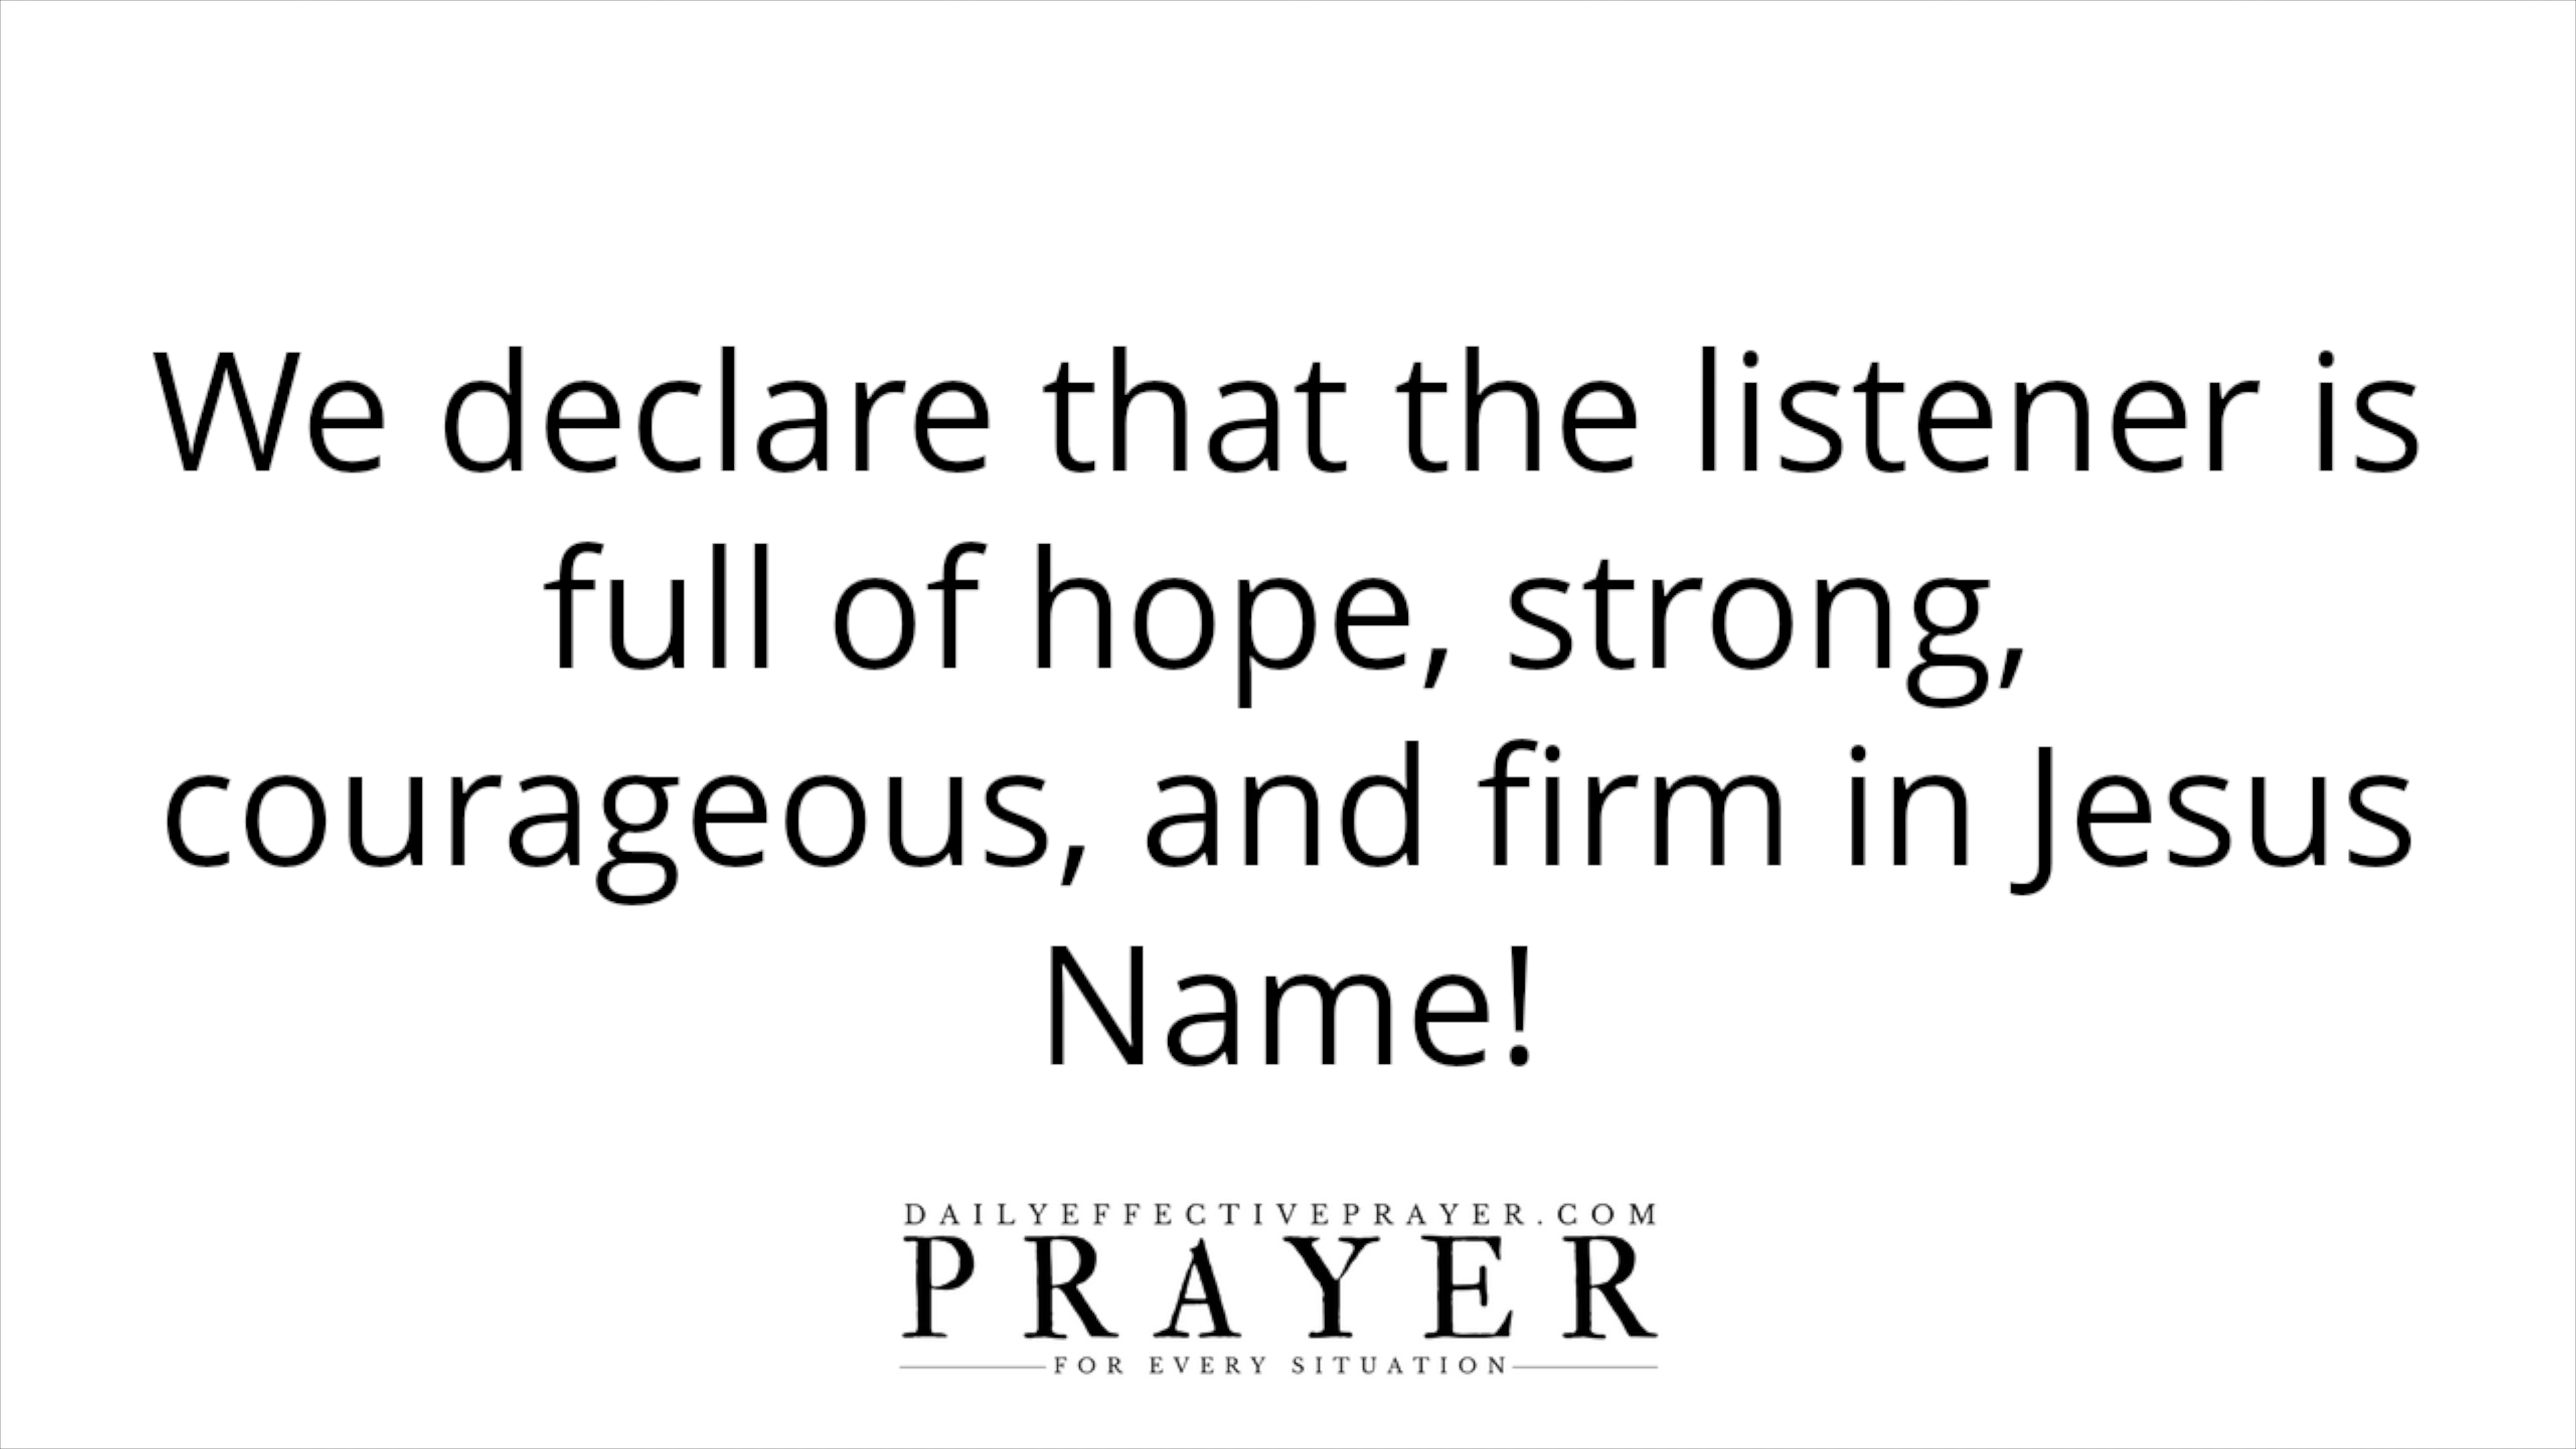 We declare that the listener is
full of hope, strong,
courageous, and firm in Jesus
Name!
DAILYEFFECTIVEPRAYER.COM
PRAYER
FOR EVERY SITUATION